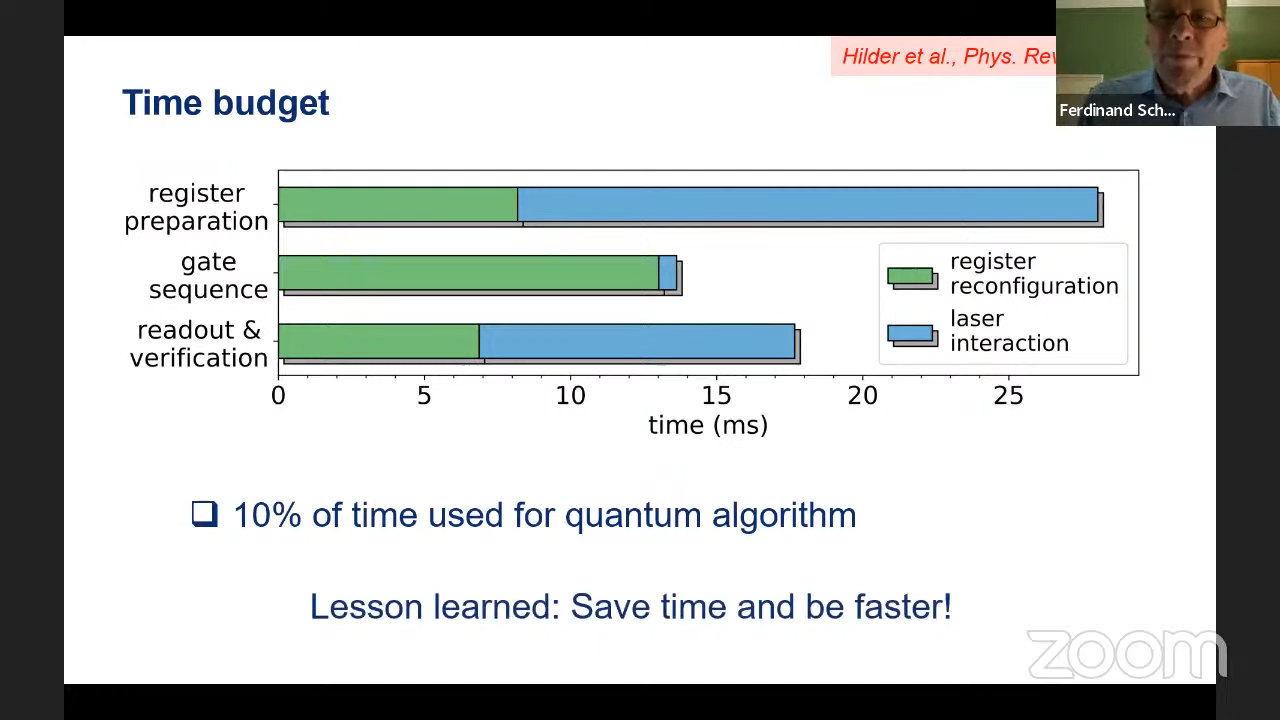 Hilder et al., Phys. Rev
Ferdinand Sch...
Time budget
register
preparation
gate
sequence
readout &
verification
register
reconfiguration
laser
interaction
0 5 10 15 20 25
time (ms)
❑ 10% of time used for quantum algorithm
Lesson learned: Save time and be faster!
zoom